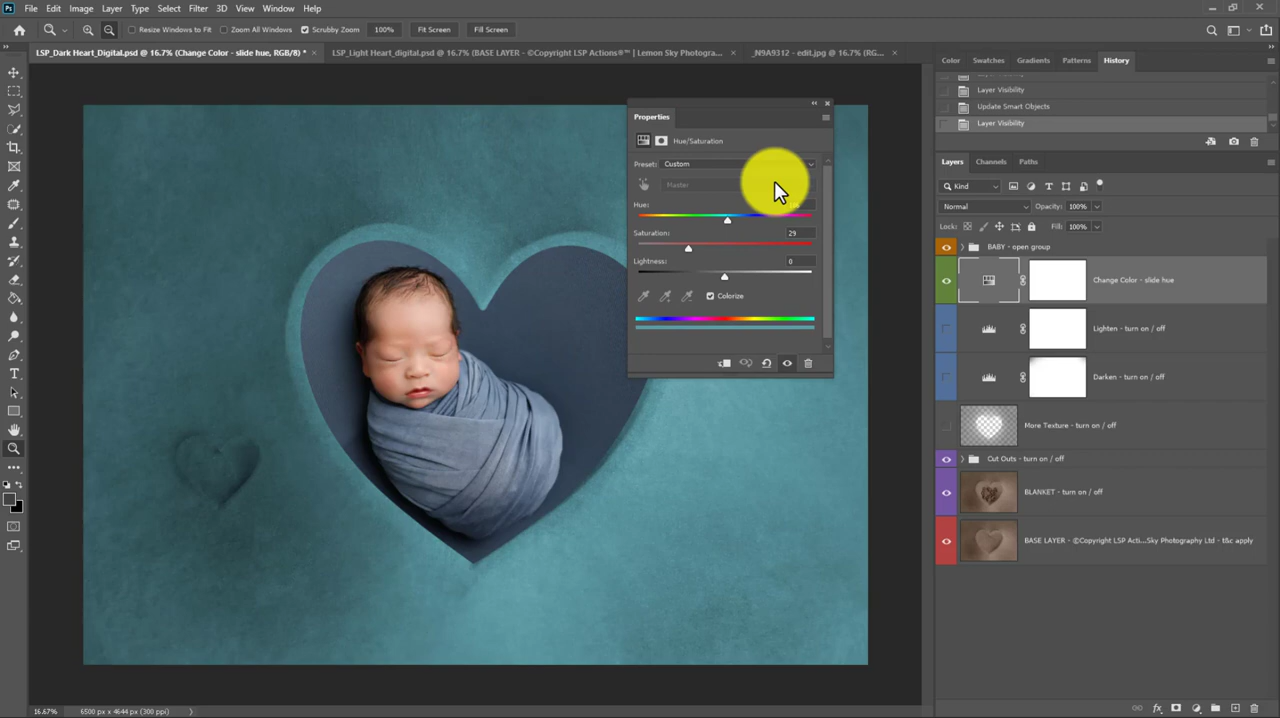 Ps File Edit Image Layer Type Select Filter 3D View Window Help
Resize Windows to Fit Zoom All Windows Scrubby Zoom 100% Fit Screen Fill Screen
LSP_Dark Heart_Digital.psd @ 16.7% (Change Color - slide hue, RGB/8) * × LSP_Light Heart_digital.psd @ 16.7% (BASE LAYER - ©Copyright LSP Actions®™ | Lemon Sky Photogra... × _N9A9312 - edit.jpg @ 16.7% (RG... ×
Color Swatches Gradients Patterns History
Layer Visibility
Update Smart Objects
Layer Visibility
Properties
Hue/Saturation
Preset: Custom
Master
Hue:
Saturation: 29
Lightness: 0
Colorize
Layers Channels Paths
Kind
Normal Opacity: 100%
Lock: Fill: 100%
BABY - open group
Change Color - slide hue
Lighten - turn on / off
Darken - turn on / off
More Texture - turn on / off
Cut Outs - turn on / off
BLANKET - turn on / off
BASE LAYER - ©Copyright LSP Acti...Sky Photography Ltd - t&c apply
16.67% 6500 px x 4644 px (300 ppi)